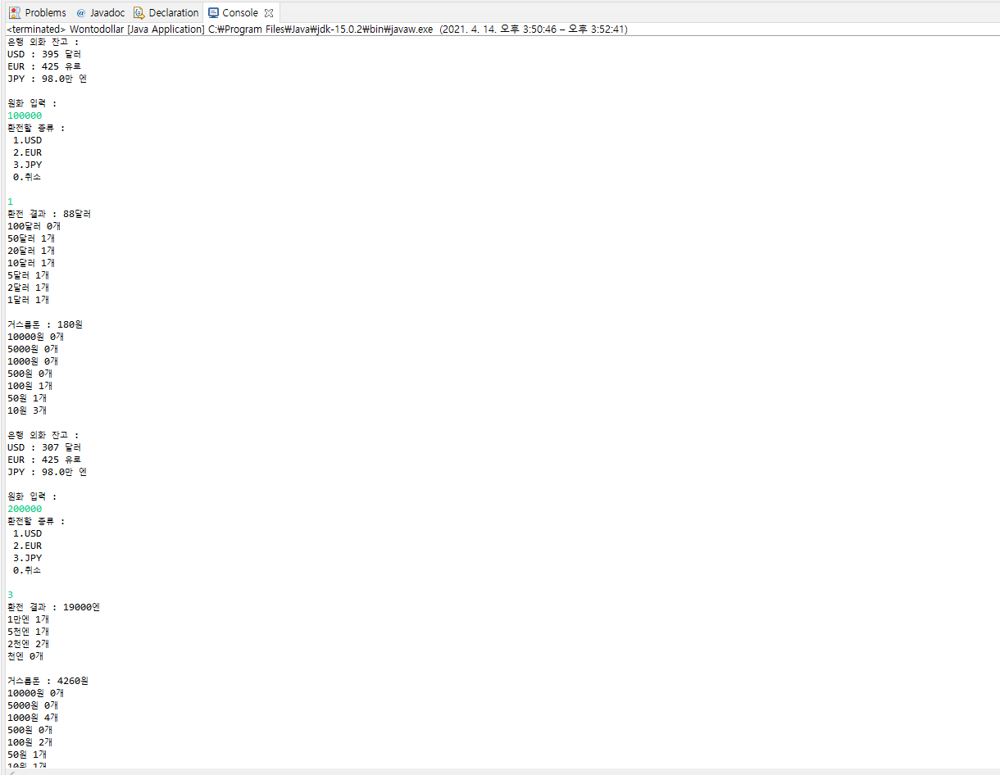 Problems @ Javadoc Declaration Console
<terminated> Wontodollar [Java Application] C:₩Program Files₩Java₩jdk-15.0.2₩bin₩javaw.exe (2021. 4. 14. 오후 3:50:46 – 오후 3:52:41)
은행 외화 잔고 :
USD : 395 달러
EUR : 425 유로
JPY : 98.0만 엔
원화 입력 :
100000
환전할 종류 :
1.USD
2.EUR
3.JPY
0.취소
1
환전 결과 : 88달러
100달러 0개
50달러 1개
20달러 1개
10달러 1개
5달러 1개
2달러 1개
1달러 1개
거스름돈 : 180원
10000원 0개
5000원 0개
1000원 0개
500원 0개
100원 1개
50원 1개
10원 3개
은행 외화 잔고 :
USD : 307 달러
EUR : 425 유로
JPY : 98.0만 엔
원화 입력 :
200000
환전할 종류 :
1.USD
2.EUR
3.JPY
0.취소
3
환전 결과 : 19000엔
1만엔 1개
5천엔 1개
2천엔 2개
천엔 0개
거스름돈 : 4260원
10000원 0개
5000원 0개
1000원 4개
500원 0개
100원 2개
50원 1개
10원 1개